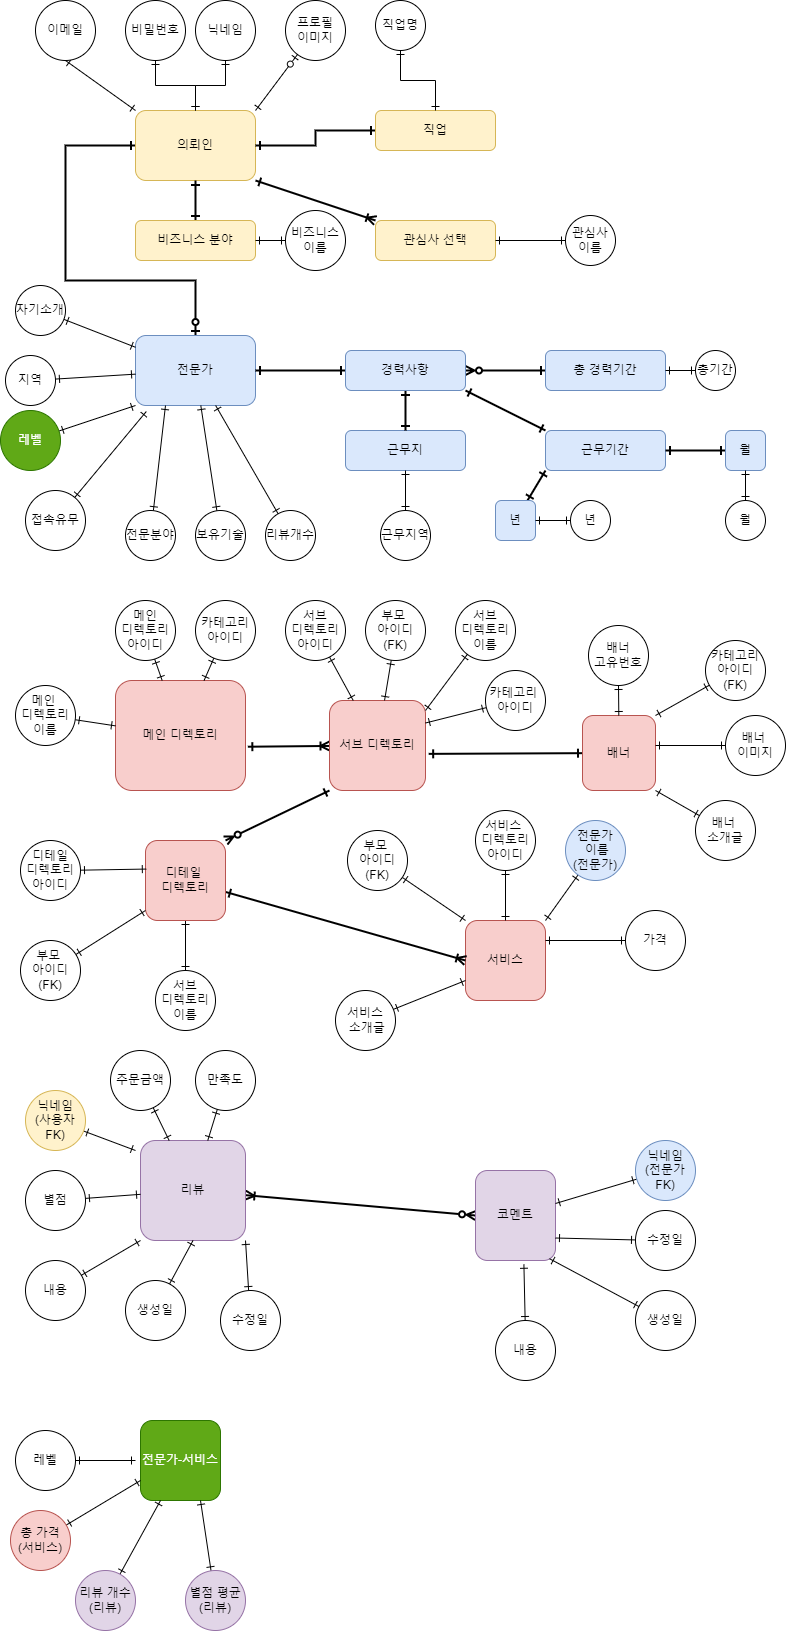 이메일
비밀번호
닉네임
프로필
이미지
직업명
의뢰인
직업
비즈니스 분야
비즈니스
이름
관심사 선택
관심사
이름
자기소개
전문가
경력사항
총 경력기간
총기간
지역
레벨
근무지
근무기간
월
접속유무
전문분야
보유기술
리뷰개수
근무지역
년
년
월
메인
디렉토리
아이디
카테고리
아이디
서브
디렉토리
아이디
부모
아이디
(FK)
서브
디렉토리
이름
배너
고유번호
카테고리
아이디
(FK)
메인
디렉토리
이름
카테고리
아이디
메인 디렉토리
서브 디렉토리
배너
배너
이미지
배너
소개글
디테일
디렉토리
아이디
디테일
디렉토리
부모
아이디
(FK)
서비스
디렉토리
아이디
전문가
이름
(전문가)
부모
아이디
(FK)
서브
디렉토리
이름
서비스
가격
서비스
소개글
주문금액
만족도
닉네임
(사용자
FK)
리뷰
별점
내용
생성일
수정일
코멘트
닉네임
(전문가
FK)
수정일
생성일
내용
레벨
전문가-서비스
총 가격
(서비스)
리뷰 개수
(리뷰)
별점 평균
(리뷰)